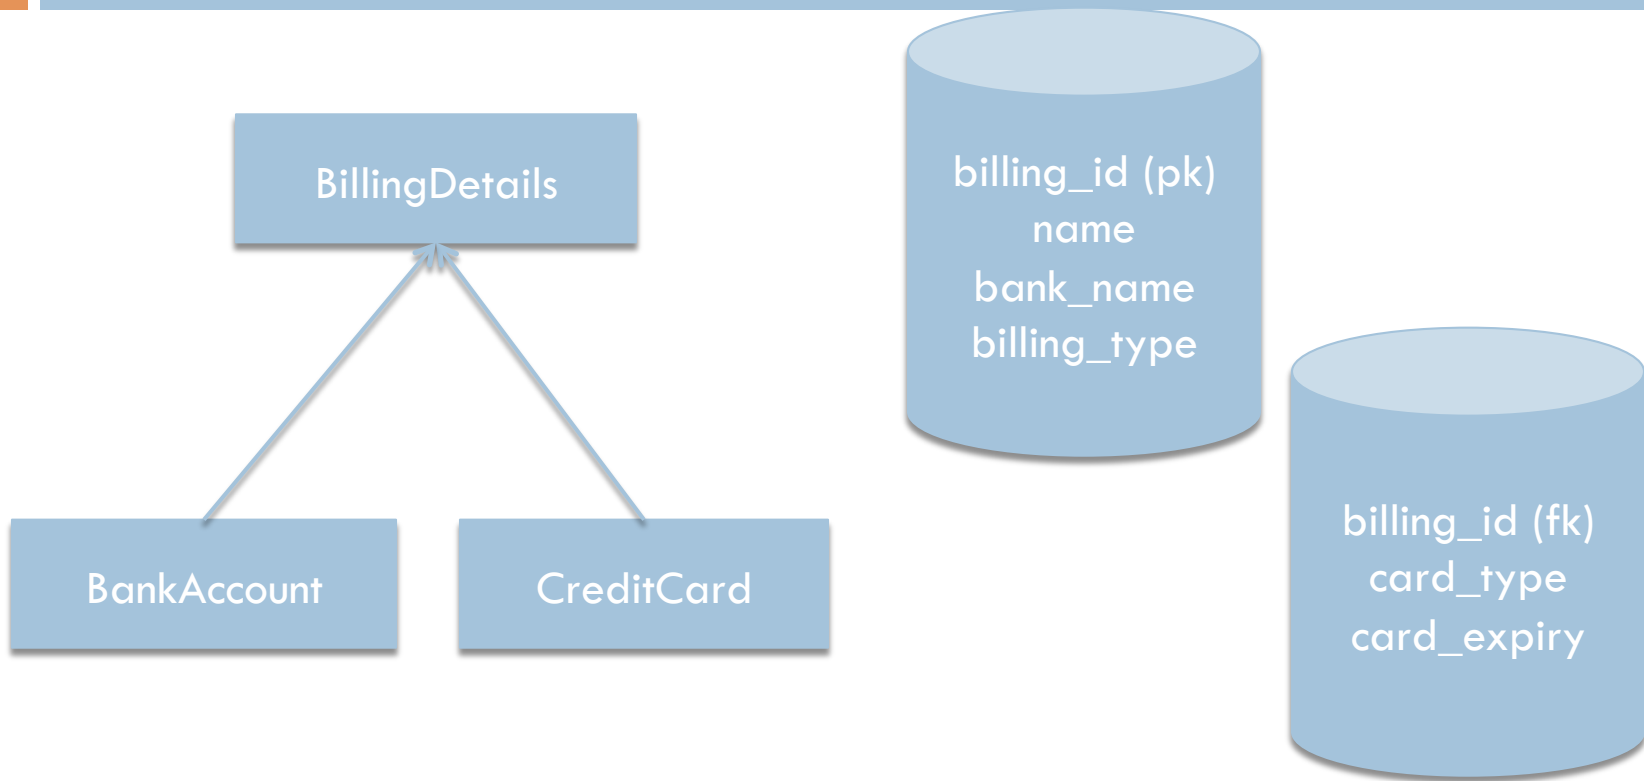 BillingDetails
BankAccount
CreditCard
billing_id (pk)
name
bank_name
billing_type
billing_id (fk)
card_type
card_expiry